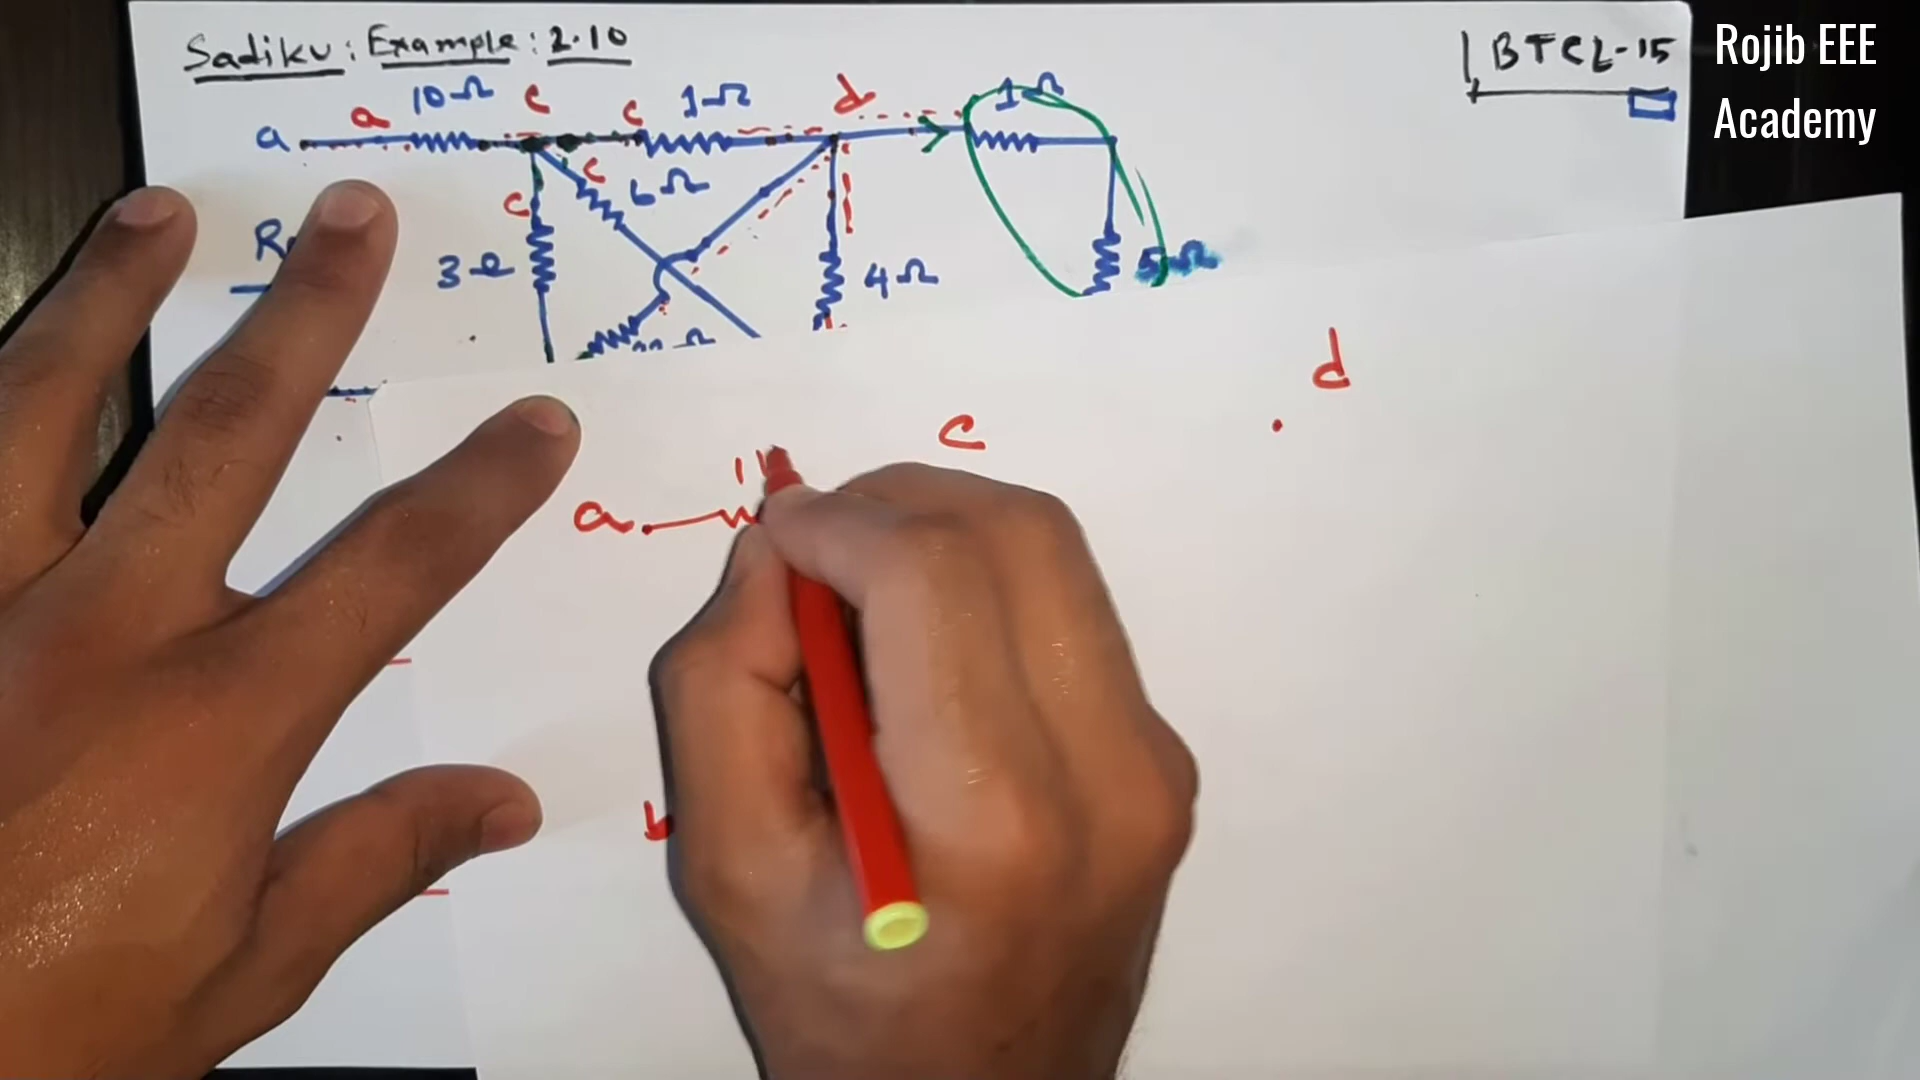 Sadiku: Example: 2.10
BTCL-15
Rojib EEE
Academy
a a 10Ω c c 1Ω d 1Ω
c c 6Ω
3Ω 4Ω 5Ω
Ω
d
c
a
b